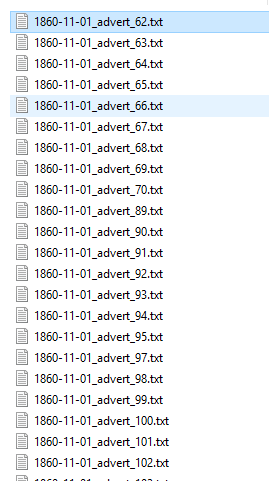 1860-11-01_advert_62.txt
1860-11-01_advert_63.txt
1860-11-01_advert_64.txt
1860-11-01_advert_65.txt
1860-11-01_advert_66.txt
1860-11-01_advert_67.txt
1860-11-01_advert_68.txt
1860-11-01_advert_69.txt
1860-11-01_advert_70.txt
1860-11-01_advert_89.txt
1860-11-01_advert_90.txt
1860-11-01_advert_91.txt
1860-11-01_advert_92.txt
1860-11-01_advert_93.txt
1860-11-01_advert_94.txt
1860-11-01_advert_95.txt
1860-11-01_advert_97.txt
1860-11-01_advert_98.txt
1860-11-01_advert_99.txt
1860-11-01_advert_100.txt
1860-11-01_advert_101.txt
1860-11-01_advert_102.txt